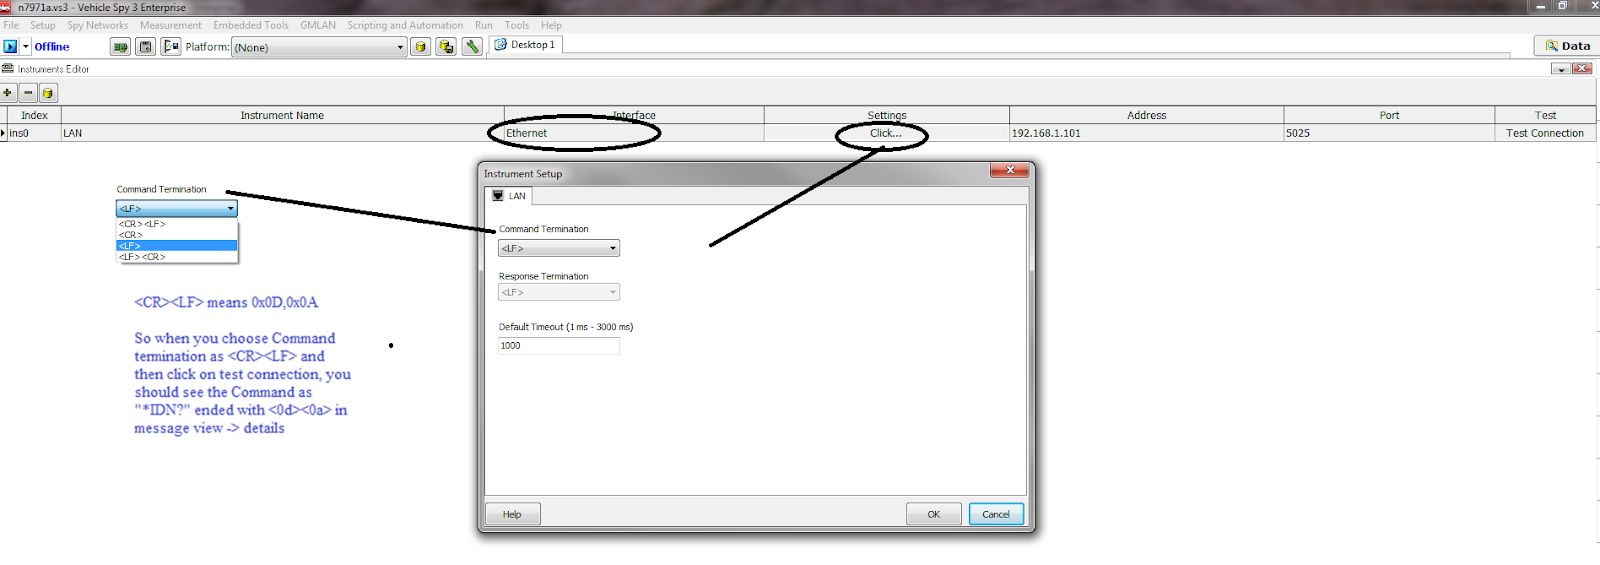 n7971a.vs3 - Vehicle Spy 3 Enterprise
File Setup Spy Networks Measurement Embedded Tools GMLAN Scripting and Automation Run Tools Help
Offline Platform: (None) Desktop 1 Data
Instruments Editor
Index Instrument Name Interface Settings Address Port Test
ins0 LAN Ethernet Click... 192.168.1.101 5025 Test Connection
Instrument Setup
LAN
Command Termination
<LF>
Response Termination
<LF>
Default Timeout (1 ms - 3000 ms)
1000
Help OK Cancel
Command Termination
<LF>
<CR><LF>
<CR>
<LF>
<LF><CR>
<CR><LF> means 0x0D,0x0A
So when you choose Command
termination as <CR><LF> and
then click on test connection, you
should see the Command as
"*IDN?" ended with <0d><0a> in
message view -> details